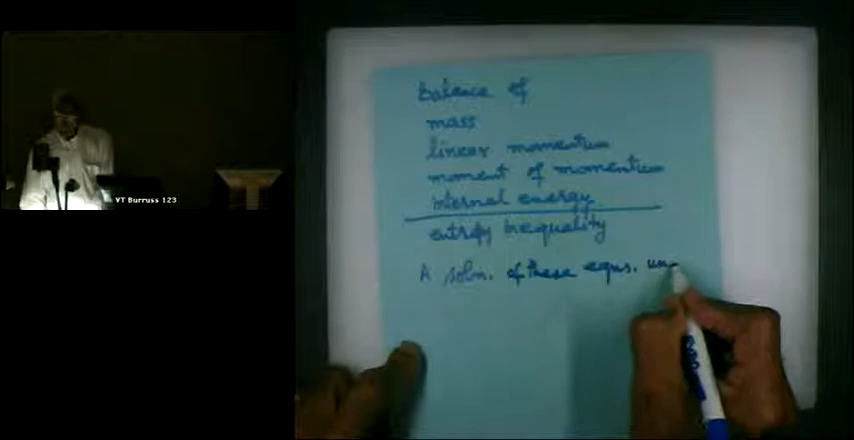 Balance of
mass
linear momentum
moment of momentum
internal energy
entropy inequality
A soln. of these eqns. un
VT Burruss 123